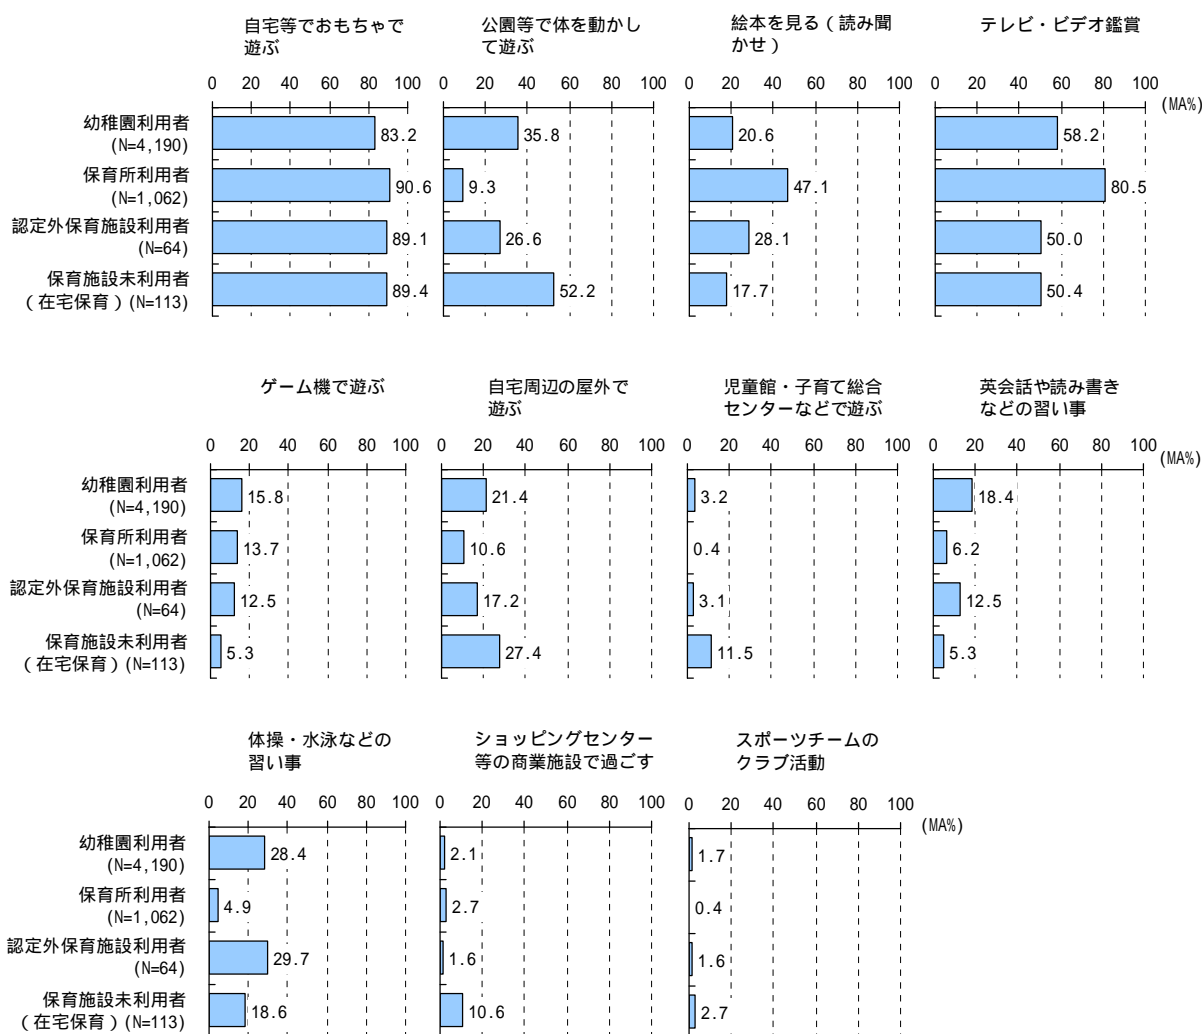 自宅等でおもちゃで
遊ぶ
公園等で体を動かし
て遊ぶ
絵本を見る(読み聞
かせ)
テレビ・ビデオ鑑賞
0 20 40 60 80 100
0 20 40 60 80 100
0 20 40 60 80 100
0 20 40 60 80 100
(MA%)
幼稚園利用者
(N=4,190)
83.2
35.8
20.6
58.2
保育所利用者
(N=1,062)
90.6
9.3
47.1
80.5
認定外保育施設利用者
(N=64)
89.1
26.6
28.1
50.0
保育施設未利用者
(在宅保育)(N=113)
89.4
52.2
17.7
50.4
ゲーム機で遊ぶ
自宅周辺の屋外で
遊ぶ
児童館・子育て総合
センターなどで遊ぶ
英会話や読み書き
などの習い事
0 20 40 60 80 100
0 20 40 60 80 100
0 20 40 60 80 100
0 20 40 60 80 100
(MA%)
幼稚園利用者
(N=4,190)
15.8
21.4
3.2
18.4
保育所利用者
(N=1,062)
13.7
10.6
0.4
6.2
認定外保育施設利用者
(N=64)
12.5
17.2
3.1
12.5
保育施設未利用者
(在宅保育)(N=113)
5.3
27.4
11.5
5.3
体操・水泳などの
習い事
ショッピングセンター
等の商業施設で過ごす
スポーツチームの
クラブ活動
0 20 40 60 80 100
0 20 40 60 80 100
0 20 40 60 80 100
(MA%)
幼稚園利用者
(N=4,190)
28.4
2.1
1.7
保育所利用者
(N=1,062)
4.9
2.7
0.4
認定外保育施設利用者
(N=64)
29.7
1.6
1.6
保育施設未利用者
(在宅保育)(N=113)
18.6
10.6
2.7